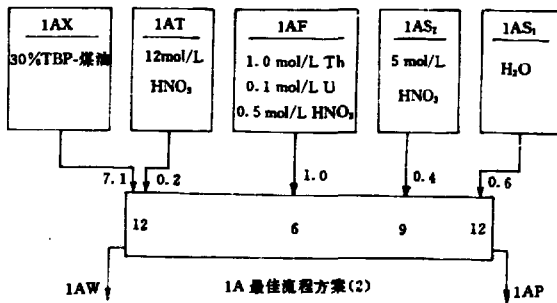 1AX
30%TBP-煤油
1AT
12mol/L
HNO₃
1AF
1.0 mol/L Th
0.1 mol/L U
0.5 mol/L HNO₃
1AS₂
5 mol/L
HNO₃
1AS₁
H₂O
7.1
0.2
1.0
0.4
0.6
12
6
9
12
1AW
1A 最佳流程方案(2)
1AP